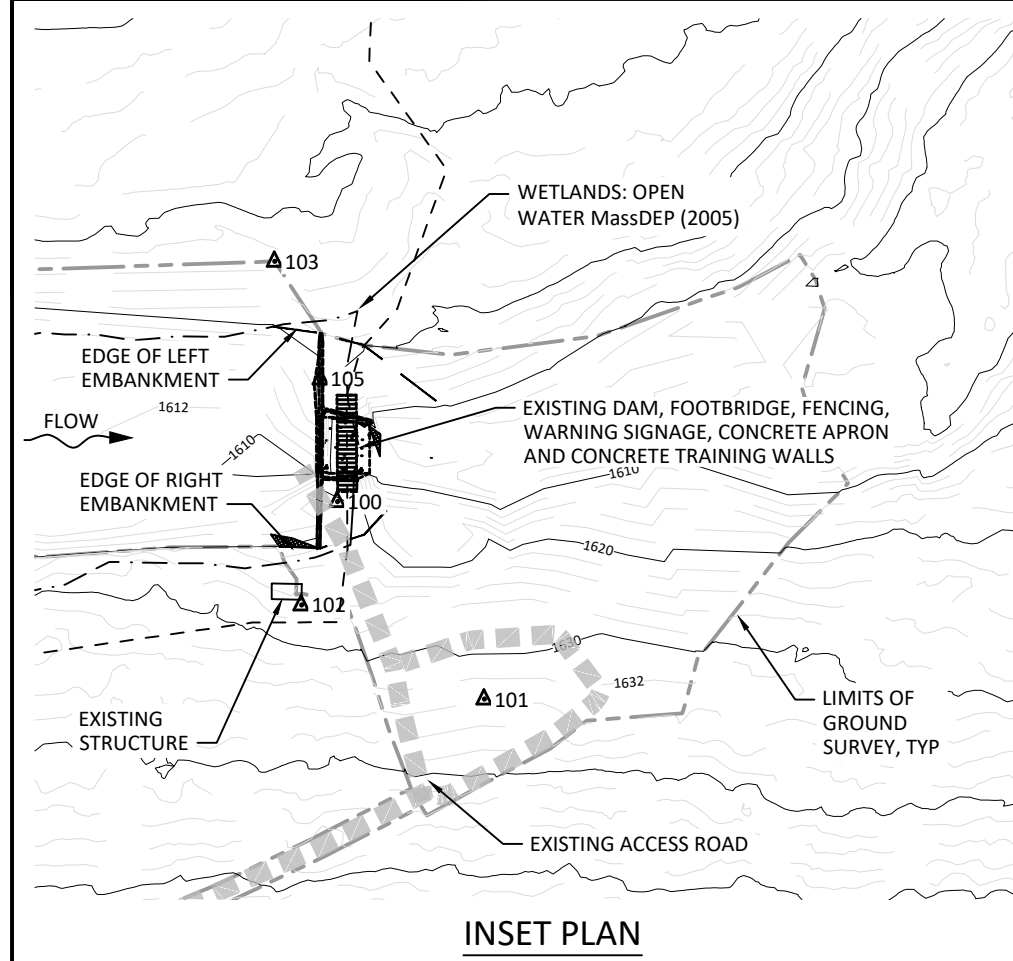 WETLANDS: OPEN
WATER MassDEP (2005)
103
EDGE OF LEFT
EMBANKMENT
105
1612
FLOW
EXISTING DAM, FOOTBRIDGE, FENCING,
WARNING SIGNAGE, CONCRETE APRON
AND CONCRETE TRAINING WALLS
1610
1610
EDGE OF RIGHT
EMBANKMENT
100
1620
102
1630
1632
101
EXISTING
STRUCTURE
LIMITS OF
GROUND
SURVEY, TYP
EXISTING ACCESS ROAD
INSET PLAN